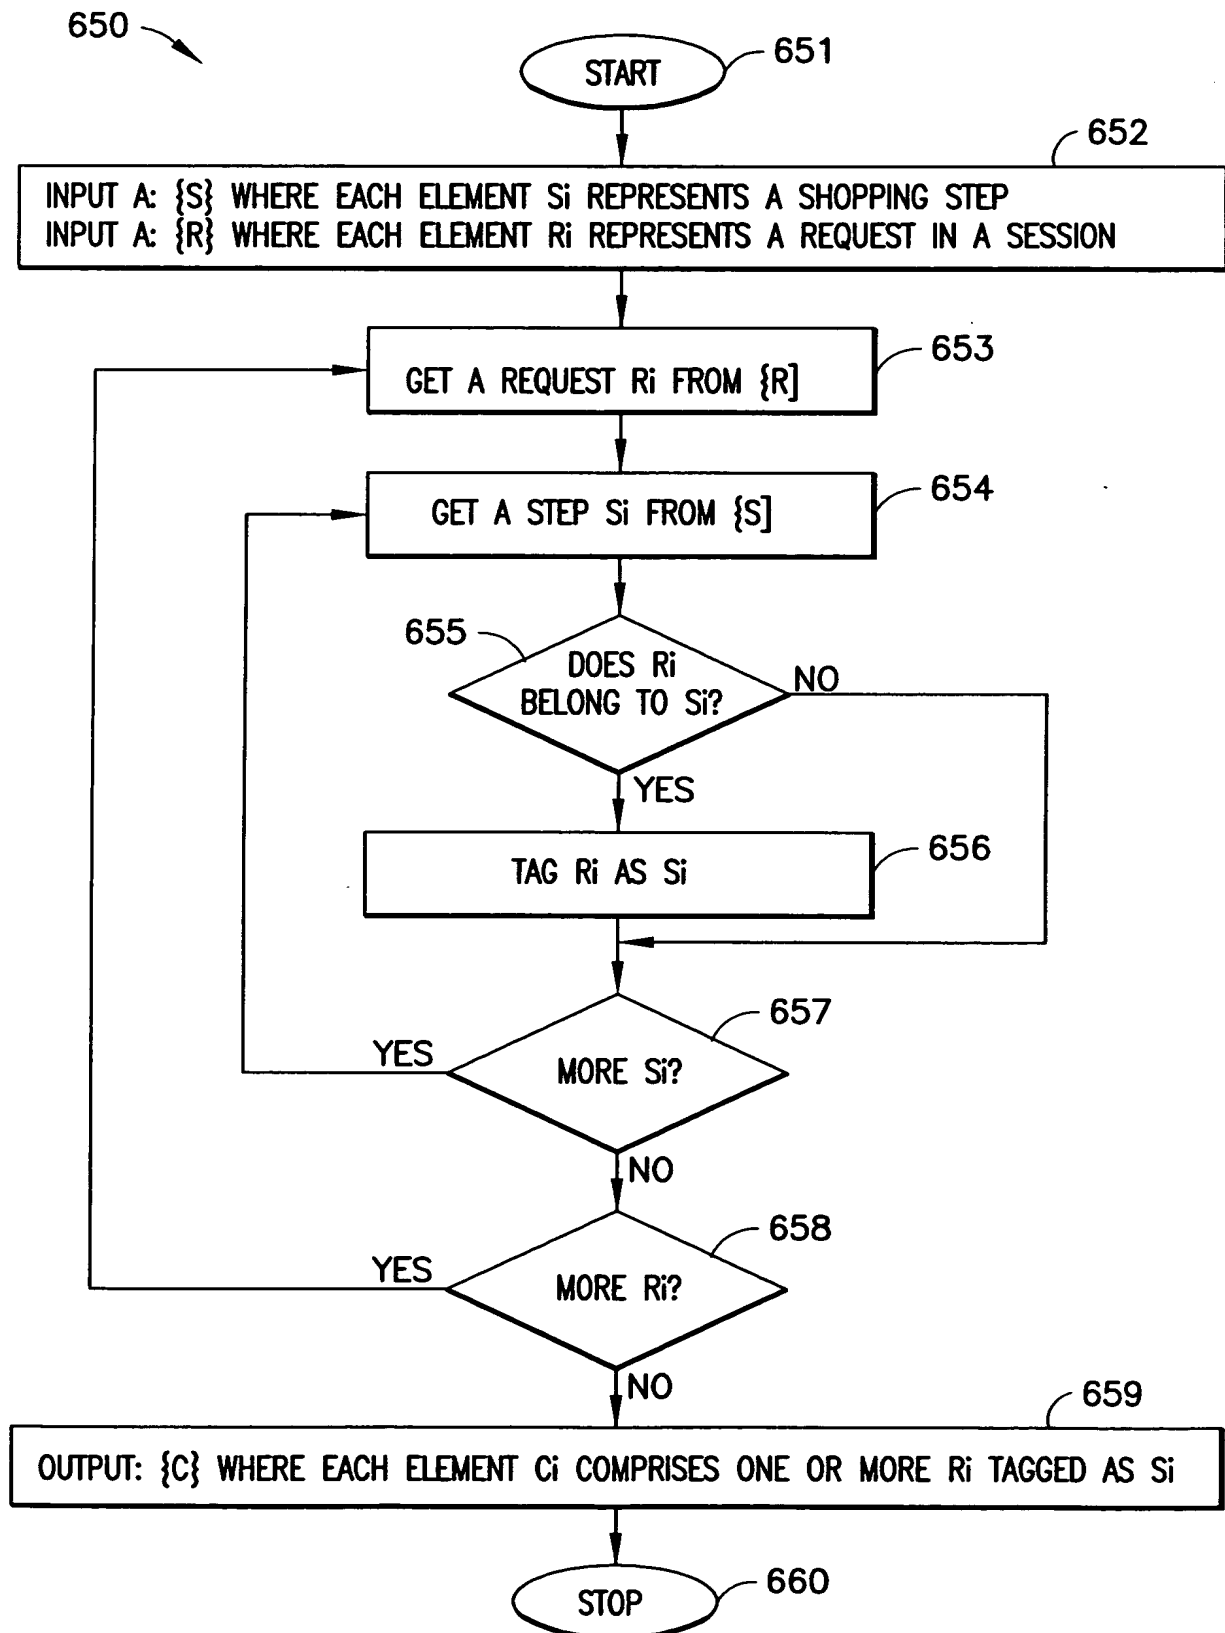 650
START
651
652
INPUT A: {S} WHERE EACH ELEMENT Si REPRESENTS A SHOPPING STEP
INPUT A: {R} WHERE EACH ELEMENT Ri REPRESENTS A REQUEST IN A SESSION
653
GET A REQUEST Ri FROM {R]
654
GET A STEP Si FROM {S]
655
DOES Ri
BELONG TO Si?
NO
YES
656
TAG Ri AS Si
657
YES
MORE Si?
NO
658
YES
MORE Ri?
NO
659
OUTPUT: {C} WHERE EACH ELEMENT Ci COMPRISES ONE OR MORE Ri TAGGED AS Si
STOP
660